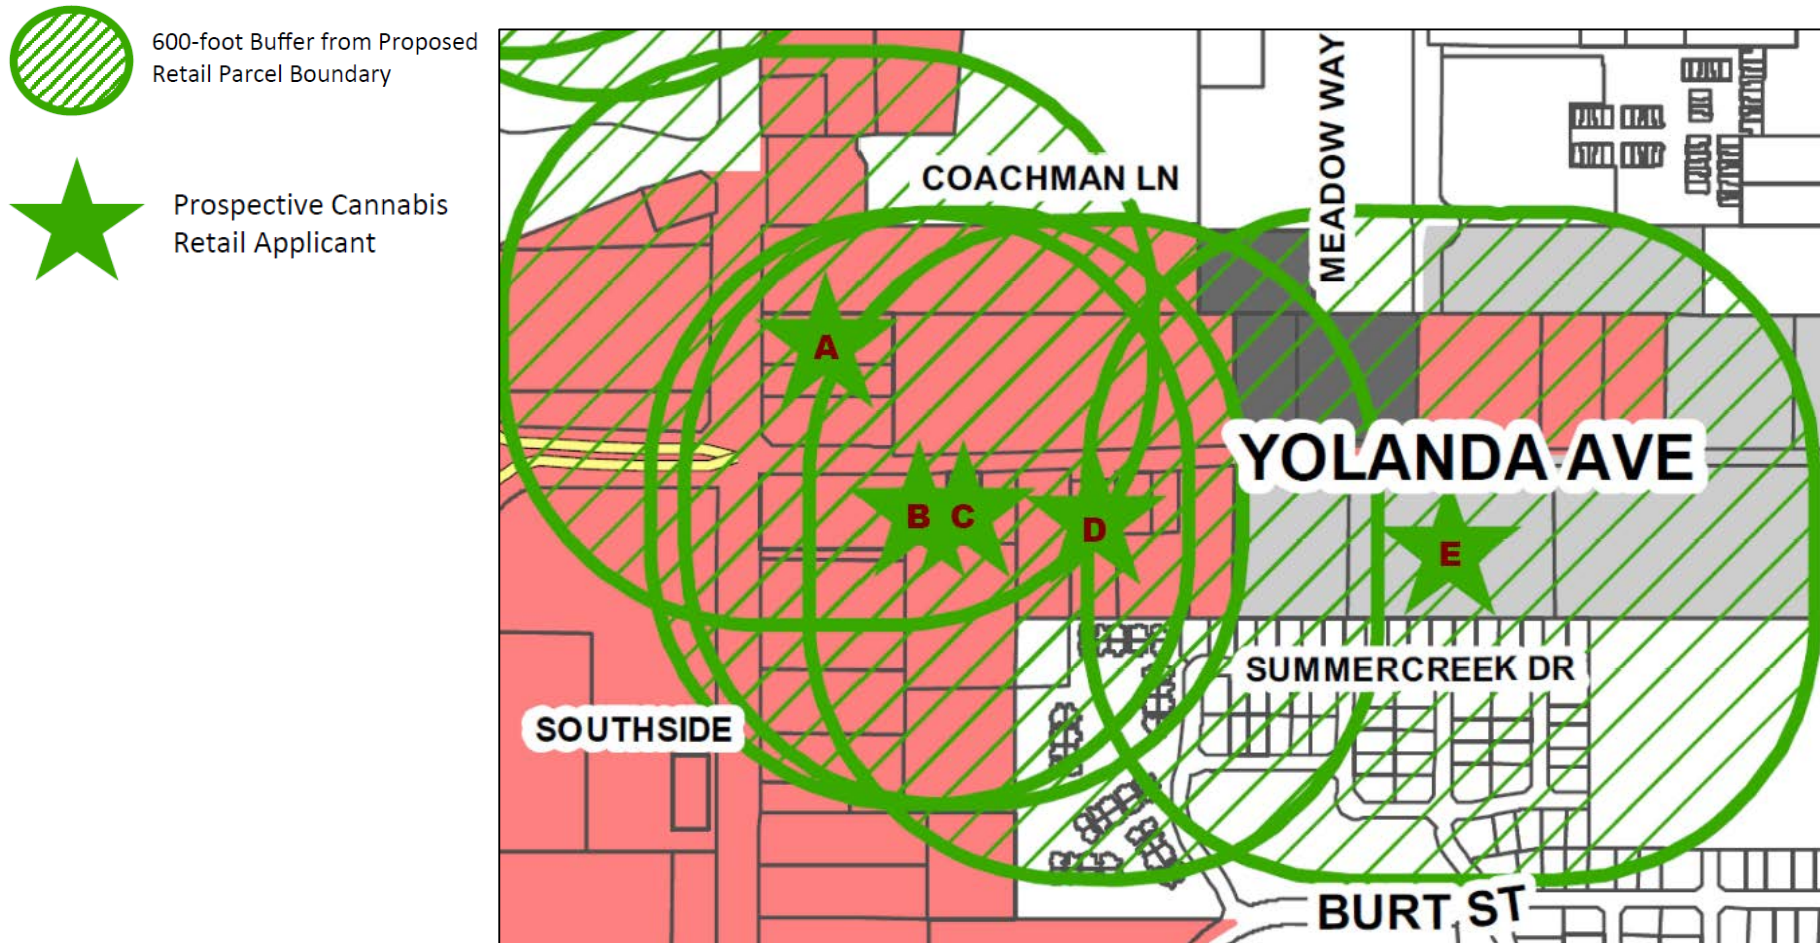 600-foot Buffer from Proposed
Retail Parcel Boundary
Prospective Cannabis
Retail Applicant
MEADOW WAY
COACHMAN LN
A
YOLANDA AVE
B C
D
E
SUMMERCREEK DR
SOUTHSIDE
BURT ST